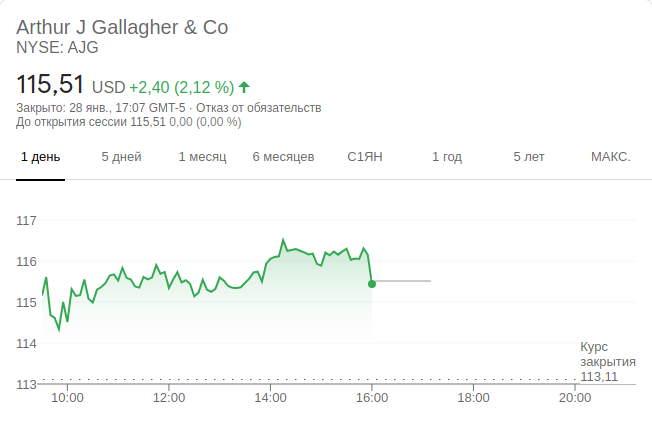 Arthur J Gallagher & Co
NYSE: AJG
115,51 USD +2,40 (2,12 %)
Закрыто: 28 янв., 17:07 GMT-5 · Отказ от обязательств
До открытия сессии 115,51 0,00 (0,00 %)
1 день 5 дней 1 месяц 6 месяцев С1ЯН 1 год 5 лет МАКС.
117
116
115
114
113
Курс
закрытия
113,11
10:00 12:00 14:00 16:00 18:00 20:00